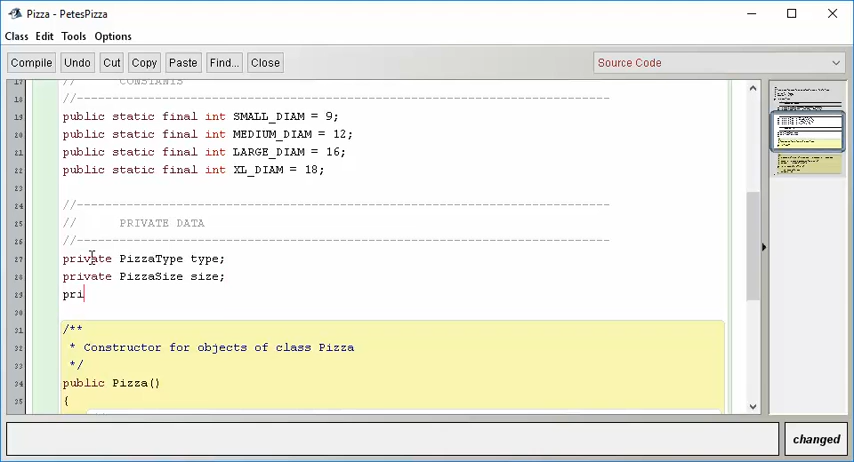 Pizza - PetesPizza
Class Edit Tools Options
Compile Undo Cut Copy Paste Find... Close Source Code
17 // CONSTANTS
18 //---------------------------------------------------------------------------
19 public static final int SMALL_DIAM = 9;
20 public static final int MEDIUM_DIAM = 12;
21 public static final int LARGE_DIAM = 16;
22 public static final int XL_DIAM = 18;
23
24 //---------------------------------------------------------------------------
25 // PRIVATE DATA
26 //---------------------------------------------------------------------------
27 private PizzaType type;
28 private PizzaSize size;
29 pri
30
31 /**
32 * Constructor for objects of class Pizza
33 */
34 public Pizza()
35 {
changed